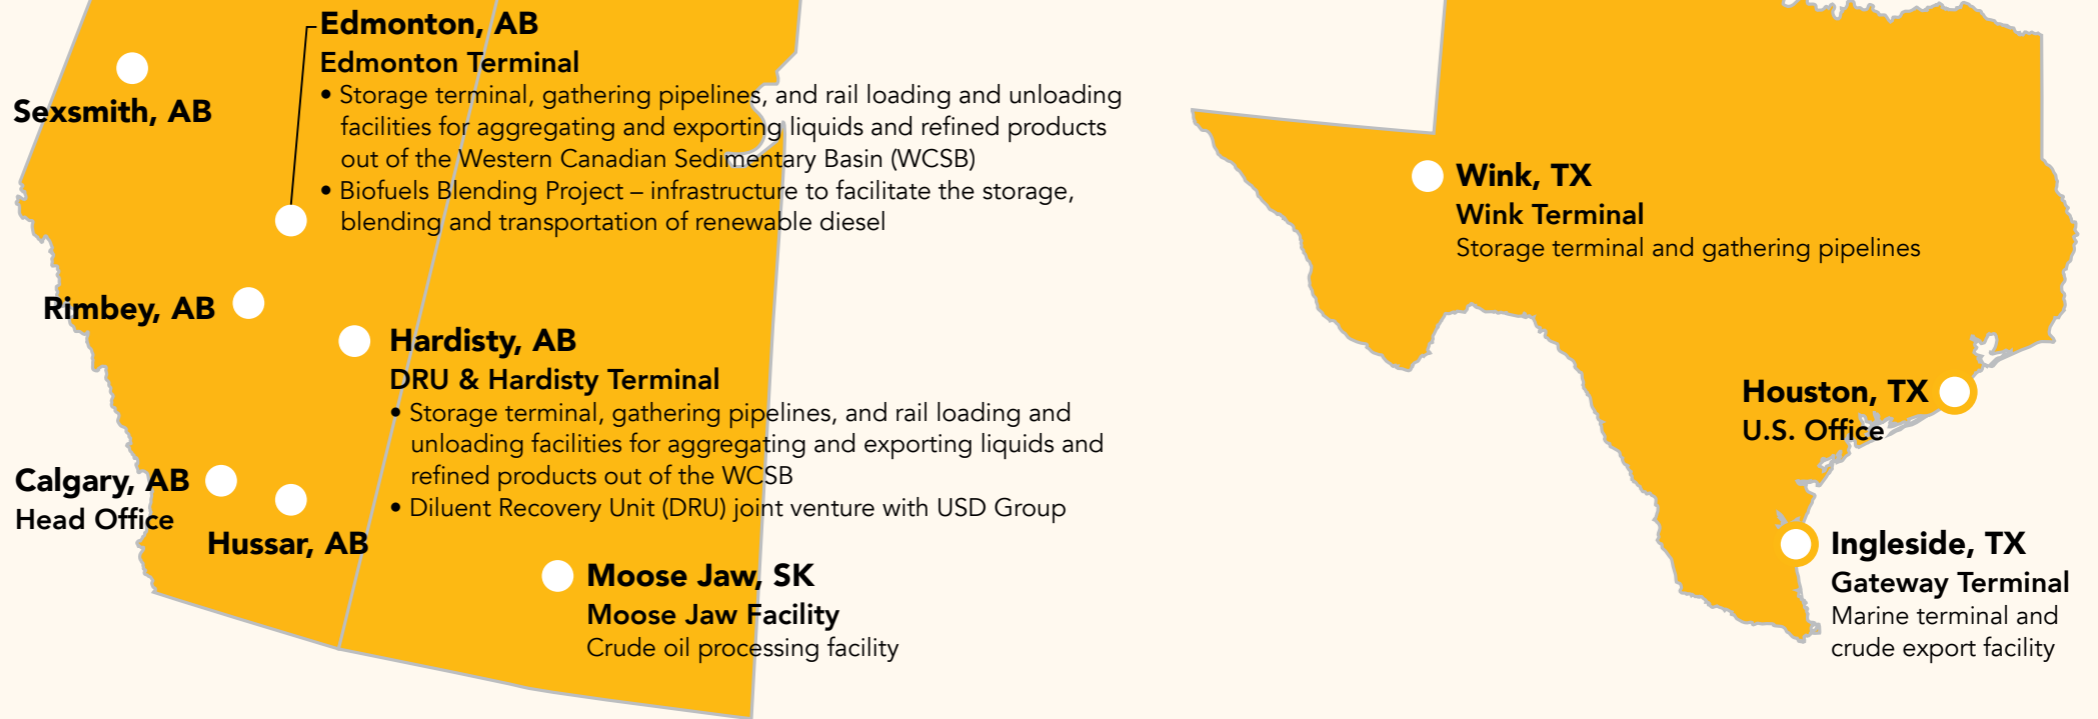 Edmonton, AB
Edmonton Terminal
• Storage terminal, gathering pipelines, and rail loading and unloading
facilities for aggregating and exporting liquids and refined products
out of the Western Canadian Sedimentary Basin (WCSB)
• Biofuels Blending Project – infrastructure to facilitate the storage,
blending and transportation of renewable diesel
Sexsmith, AB
Rimbey, AB
Hardisty, AB
DRU & Hardisty Terminal
• Storage terminal, gathering pipelines, and rail loading and
unloading facilities for aggregating and exporting liquids and
refined products out of the WCSB
• Diluent Recovery Unit (DRU) joint venture with USD Group
Calgary, AB
Head Office
Hussar, AB
Moose Jaw, SK
Moose Jaw Facility
Crude oil processing facility
Wink, TX
Wink Terminal
Storage terminal and gathering pipelines
Houston, TX
U.S. Office
Ingleside, TX
Gateway Terminal
Marine terminal and
crude export facility